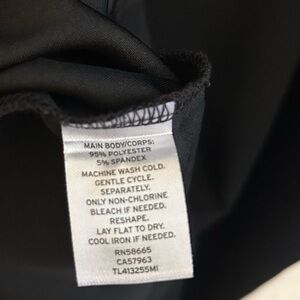 MAIN BODY/CORPS:
95% POLYESTER
5% SPANDEX
MACHINE WASH COLD.
GENTLE CYCLE.
SEPARATELY.
ONLY NON-CHLORINE
BLEACH IF NEEDED.
RESHAPE.
LAY FLAT TO DRY.
COOL IRON IF NEEDED.
RN58665
CA57963
TL413255MI